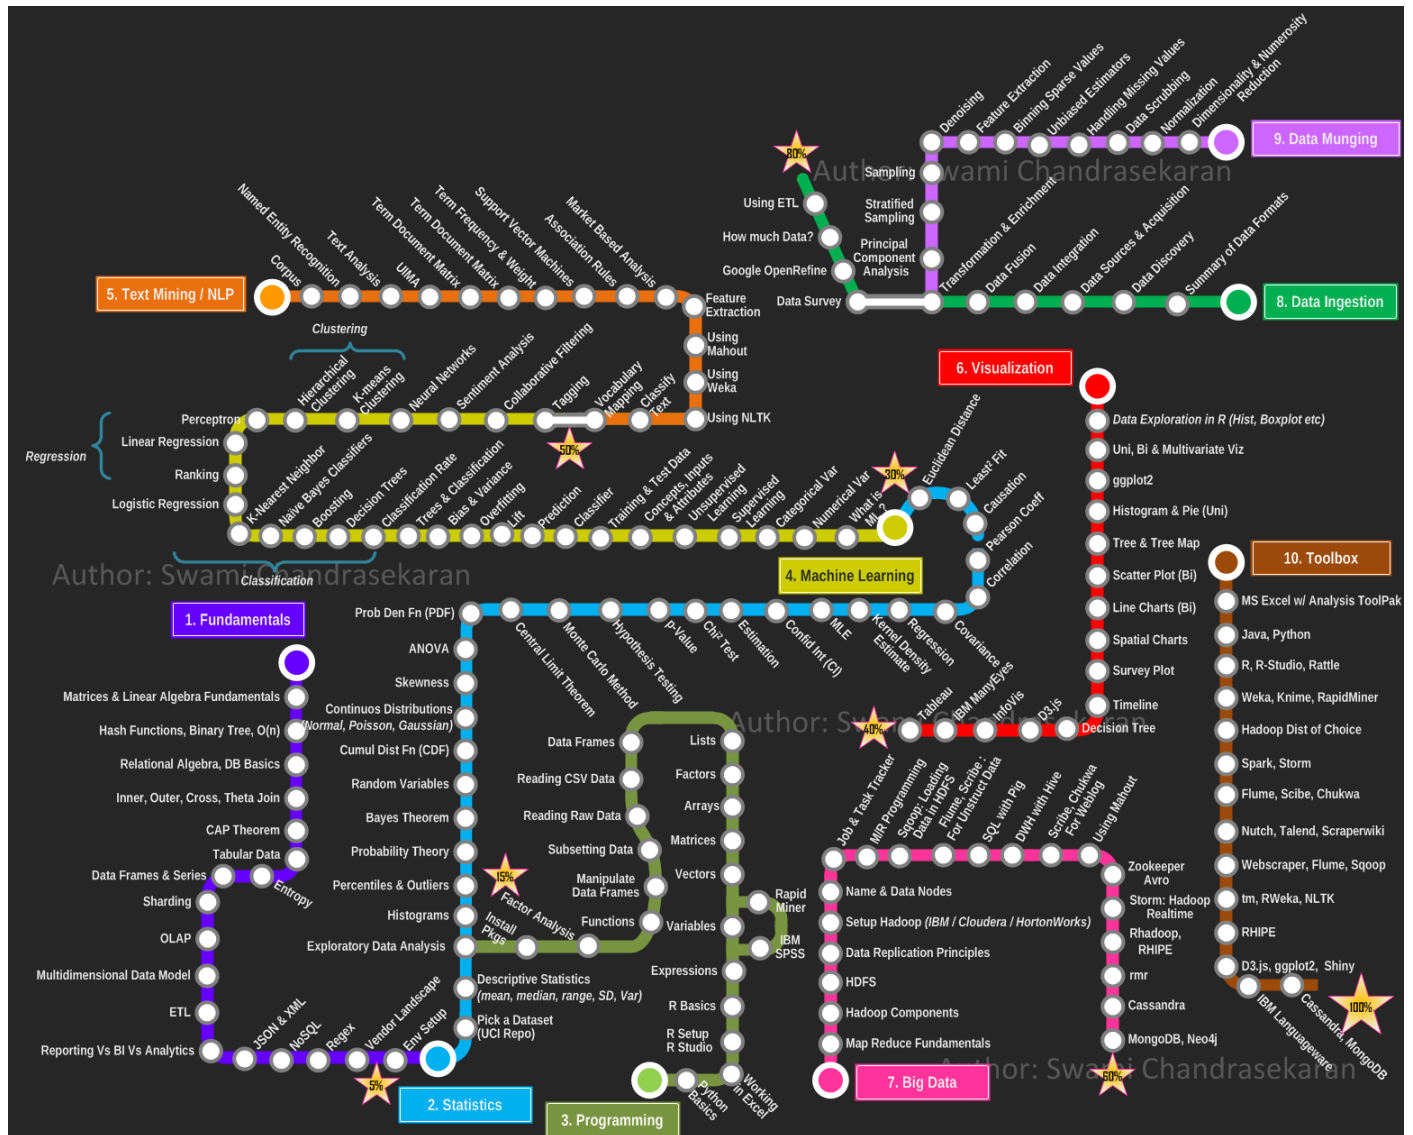 Author: Swami Chandrasekaran
9. Data Munging
Denoising
Feature Extraction
Binning Sparse Values
Unbiased Estimators
Handling Missing Values
Data Scrubbing
Normalization
Dimensionality & Numerosity
Reduction
Sampling
Stratified
Sampling
Principal
Component
Analysis
80%
Using ETL
How much Data?
Google OpenRefine
Data Survey
Transformation & Enrichment
Data Fusion
Data Integration
Data Sources & Acquisition
Data Discovery
Summary of Data Formats
8. Data Ingestion
5. Text Mining / NLP
Corpus
Named Entity Recognition
Text Analysis
UIMA
Term Document Matrix
Term Document Matrix
Term Frequency & Weight
Support Vector Machines
Association Rules
Market Based Analysis
Feature
Extraction
Using
Mahout
Using
Weka
Using NLTK
Classify
Text
Vocabulary
Mapping
50%
Tagging
Collaborative Filtering
Sentiment Analysis
Neural Networks
K-means
Clustering
Hierarchical
Clustering
Clustering
Perceptron
Linear Regression
Regression
Ranking
Logistic Regression
K-Nearest Neighbor
Naïve Bayes Classifiers
Boosting
Decision Trees
Classification Rate
Trees & Classification
Bias & Variance
Overfitting
Lift
Prediction
Classifier
Training & Test Data
Concepts, Inputs
& Attributes
Unsupervised
Learning
Supervised
Learning
Categorical Var
Numerical Var
What is
ML?
30%
Classification
Author: Swami Chandrasekaran
4. Machine Learning
Euclidean Distance
Least² Fit
Causation
Pearson Coeff
Correlation
Covariance
Regression
Kernel Density
Estimate
MLE
Confid Int (CI)
Estimation
Chi² Test
p-Value
Hypothesis Testing
Monte Carlo Method
Central Limit Theorem
Prob Den Fn (PDF)
ANOVA
Skewness
Continuos Distributions
(Normal, Poisson, Gaussian)
Cumul Dist Fn (CDF)
Random Variables
Bayes Theorem
Probability Theory
Percentiles & Outliers
Histograms
Exploratory Data Analysis
Descriptive Statistics
(mean, median, range, SD, Var)
Pick a Dataset
(UCI Repo)
2. Statistics
1. Fundamentals
Matrices & Linear Algebra Fundamentals
Hash Functions, Binary Tree, O(n)
Relational Algebra, DB Basics
Inner, Outer, Cross, Theta Join
CAP Theorem
Tabular Data
Entropy
Data Frames & Series
Sharding
OLAP
Multidimensional Data Model
ETL
Reporting Vs BI Vs Analytics
JSON & XML
NoSQL
Regex
Vendor Landscape
Env Setup
5%
3. Programming
Python
Basics
Working
in Excel
R Setup
R Studio
R Basics
Expressions
Variables
IBM
SPSS
Rapid
Miner
Vectors
Matrices
Arrays
Factors
Lists
Data Frames
Reading CSV Data
Reading Raw Data
Subsetting Data
Manipulate
Data Frames
Functions
Factor Analysis
Install
Pkgs
15%
6. Visualization
Data Exploration in R (Hist, Boxplot etc)
Uni, Bi & Multivariate Viz
ggplot2
Histogram & Pie (Uni)
Tree & Tree Map
Scatter Plot (Bi)
Line Charts (Bi)
Spatial Charts
Survey Plot
Timeline
Decision Tree
D3.js
InfoVis
IBM ManyEyes
Tableau
40%
Author: Swami Chandrasekaran
7. Big Data
Map Reduce Fundamentals
Hadoop Components
HDFS
Data Replication Principles
Setup Hadoop (IBM / Cloudera / HortonWorks)
Name & Data Nodes
Job & Task Tracker
M/R Programming
Sqoop: Loading
Data in HDFS
Flume, Scribe :
For Unstruct Data
SQL with Pig
DWH with Hive
Scribe, Chukwa
For Weblog
Using Mahout
Zookeeper
Avro
Storm: Hadoop
Realtime
Rhadoop,
RHIPE
rmr
Cassandra
MongoDB, Neo4j
60%
Author: Swami Chandrasekaran
10. Toolbox
MS Excel w/ Analysis ToolPak
Java, Python
R, R-Studio, Rattle
Weka, Knime, RapidMiner
Hadoop Dist of Choice
Spark, Storm
Flume, Scibe, Chukwa
Nutch, Talend, Scraperwiki
Webscraper, Flume, Sqoop
tm, RWeka, NLTK
RHIPE
D3.js, ggplot2, Shiny
IBM Languageware
Cassandra, MongoDB
100%